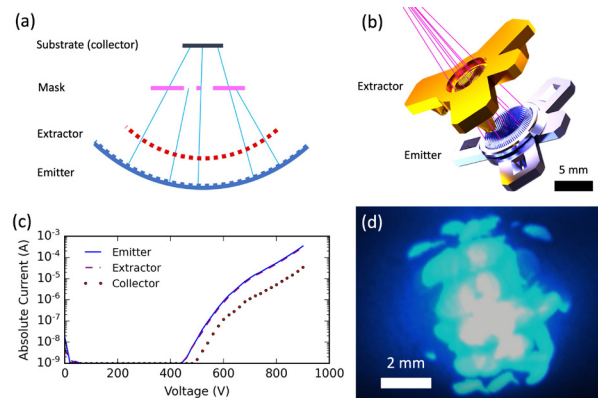 (a)
Substrate (collector)
Mask
Extractor
Emitter
(b)
Extractor
Emitter
5 mm
(c)
10-3
10-4
10-5
10-6
10-7
10-8
10-9
Absolute Current (A)
Emitter
Extractor
Collector
0 200 400 600 800 1000
Voltage (V)
(d)
2 mm